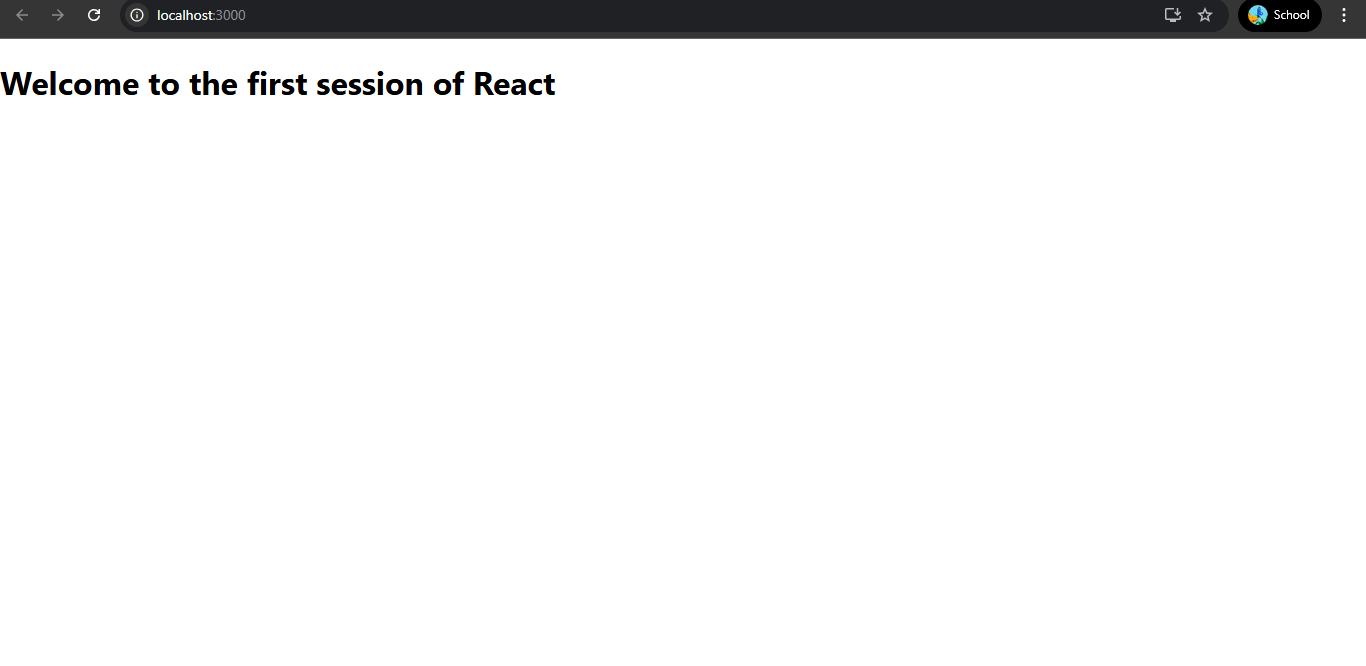 localhost:3000
School
Welcome to the first session of React